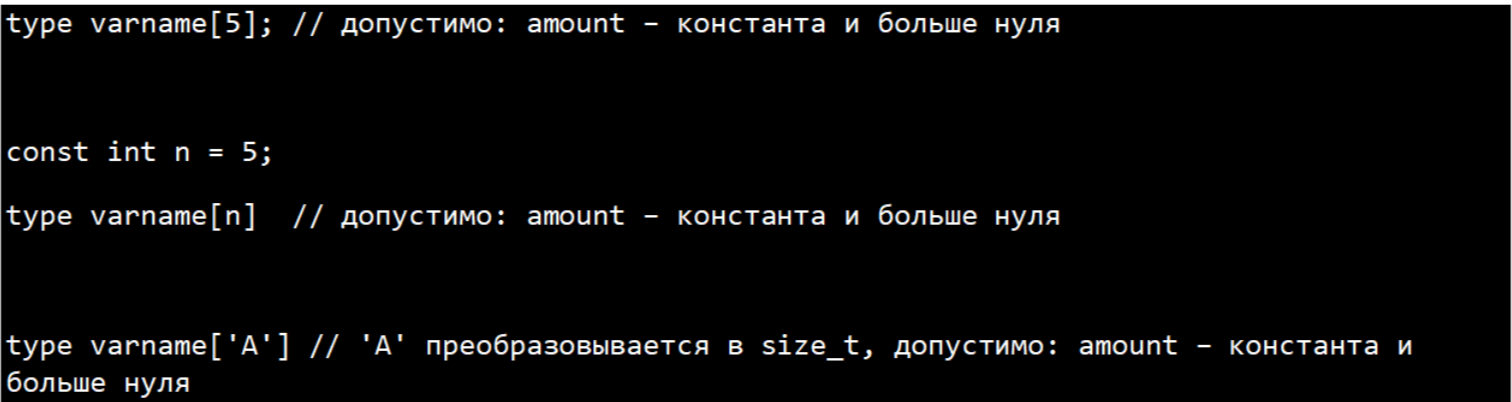 type varname[5]; // допустимо: amount – константа и больше нуля
const int n = 5;
type varname[n]  // допустимо: amount – константа и больше нуля
type varname['A'] // 'A' преобразовывается в size_t, допустимо: amount – константа и
больше нуля